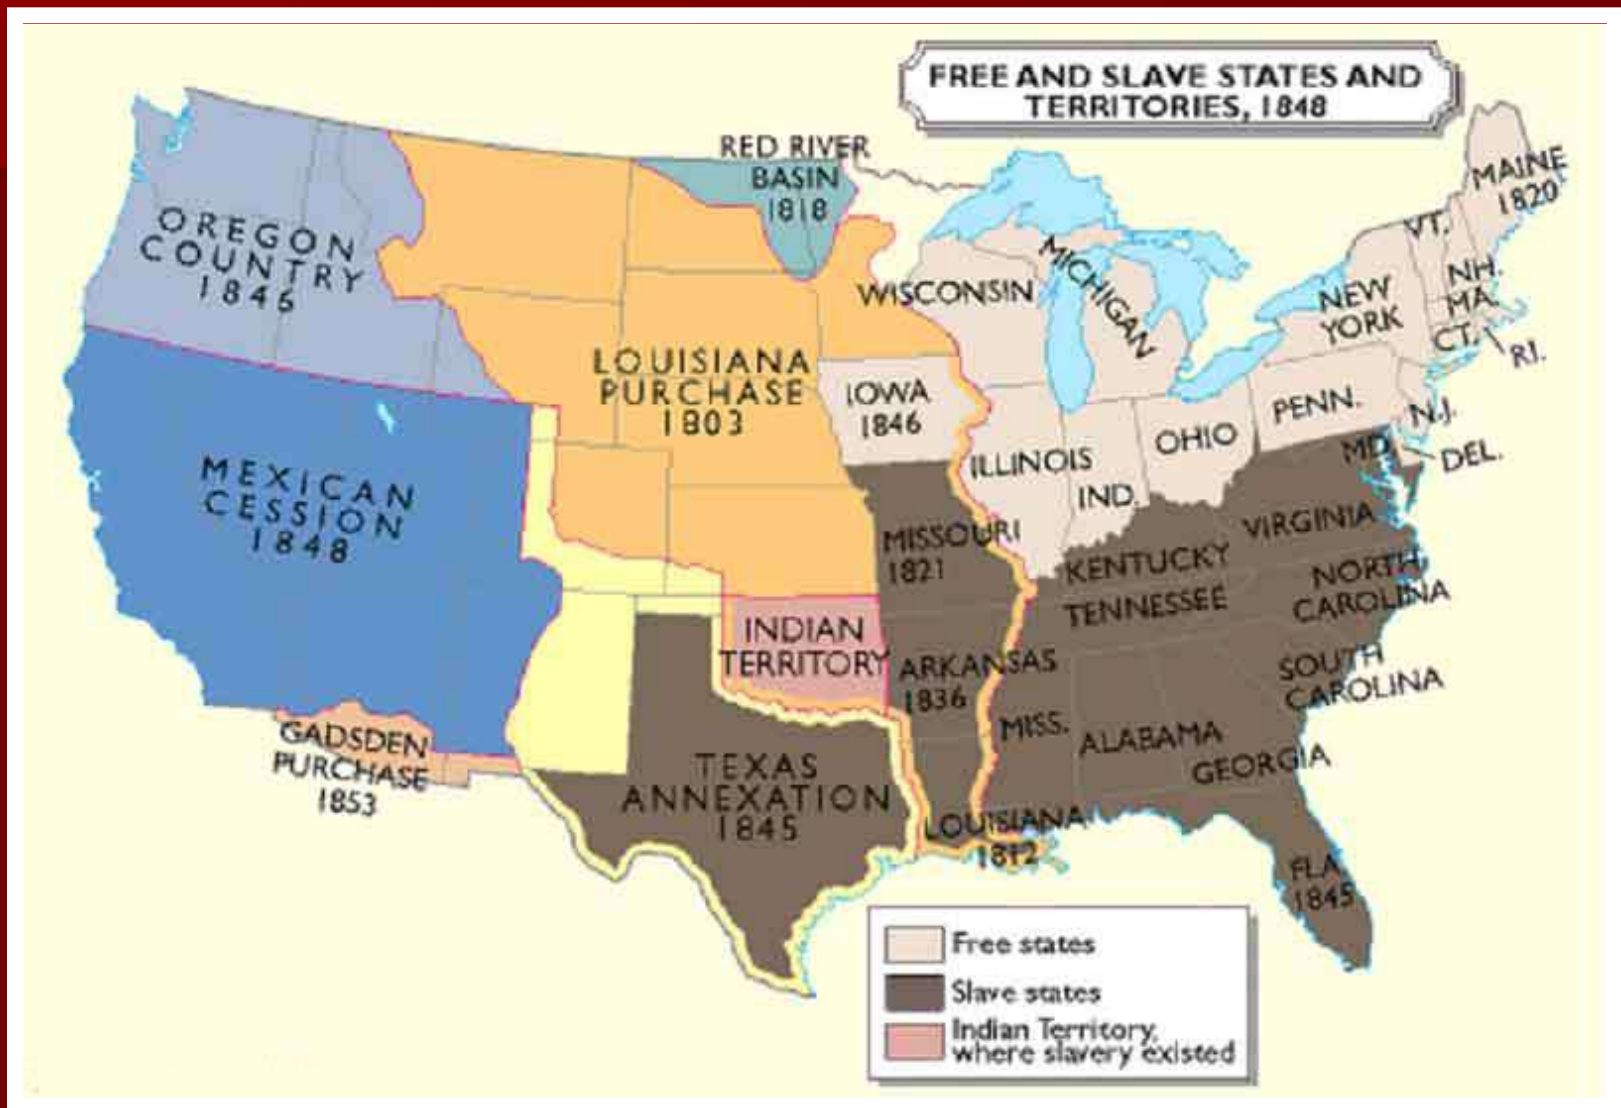 FREE AND SLAVE STATES AND
TERRITORIES, 1848
RED RIVER
BASIN
1818
MAINE
1820
VT.
NH.
MA.
CT.
RI.
NEW
YORK
OREGON
COUNTRY
1846
WISCONSIN
MICHIGAN
LOUISIANA
PURCHASE
1803
IOWA
1846
PENN.
N.J.
OHIO
MD.
DEL.
ILLINOIS
IND.
MEXICAN
CESSION
1848
MISSOURI
1821
VIRGINIA
KENTUCKY
NORTH
CAROLINA
TENNESSEE
INDIAN
TERRITORY
ARKANSAS
1836
SOUTH
CAROLINA
MISS.
ALABAMA
GEORGIA
GADSDEN
PURCHASE
1853
TEXAS
ANNEXATION
1845
LOUISIANA
1812
FLA.
1845
Free states
Slave states
Indian Territory,
where slavery existed